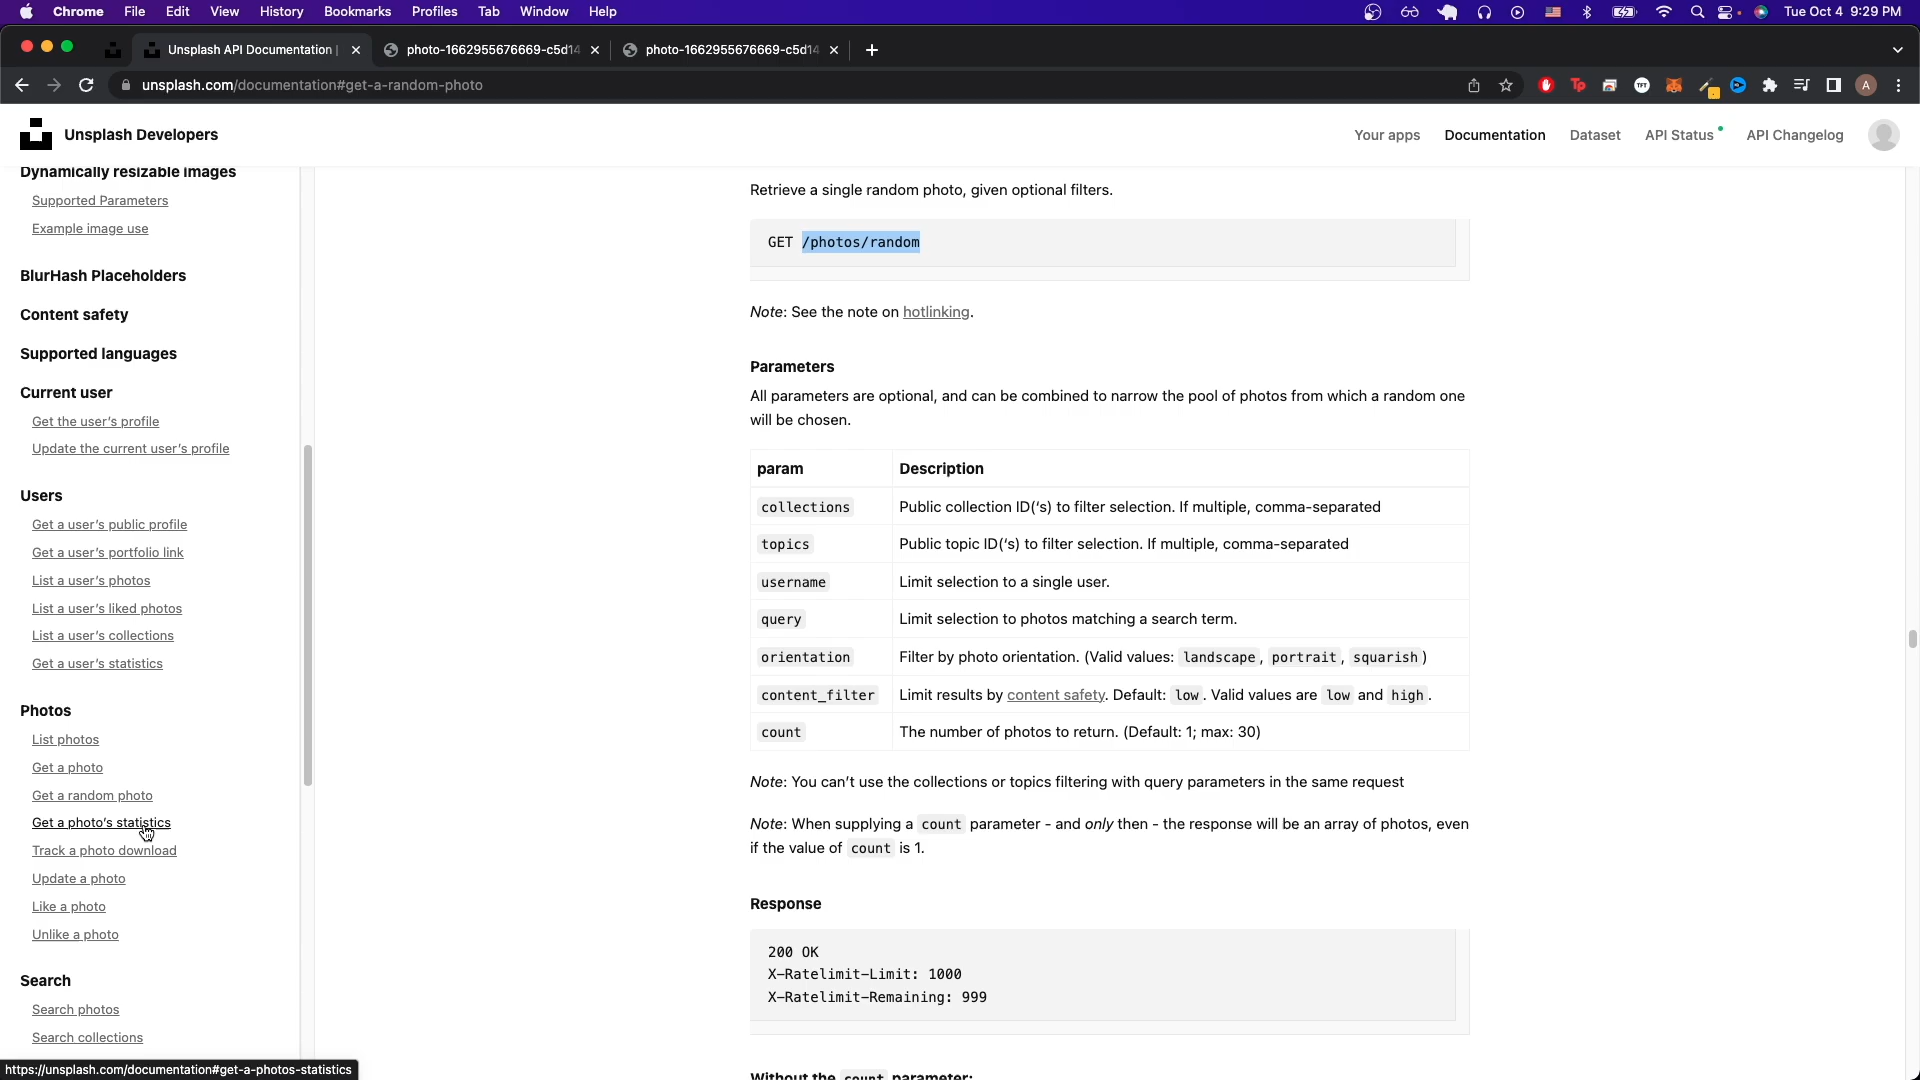 Chrome File Edit View History Bookmarks Profiles Tab Window Help Tue Oct 4 9:29 PM
Unsplash API Documentation | photo-1662955676669-c5d14 photo-1662955676669-c5d14
unsplash.com/documentation#get-a-random-photo A
Unsplash Developers Your apps Documentation Dataset API Status API Changelog
Dynamically resizable images
Supported Parameters
Example image use
BlurHash Placeholders
Content safety
Supported languages
Current user
Get the user's profile
Update the current user's profile
Users
Get a user's public profile
Get a user's portfolio link
List a user's photos
List a user's liked photos
List a user's collections
Get a user's statistics
Photos
List photos
Get a photo
Get a random photo
Get a photo's statistics
Track a photo download
Update a photo
Like a photo
Unlike a photo
Search
Search photos
Search collections
https://unsplash.com/documentation#get-a-photos-statistics
Retrieve a single random photo, given optional filters.
GET /photos/random
Note: See the note on hotlinking.
Parameters
All parameters are optional, and can be combined to narrow the pool of photos from which a random one
will be chosen.
param Description
collections Public collection ID(‘s) to filter selection. If multiple, comma-separated
topics Public topic ID(‘s) to filter selection. If multiple, comma-separated
username Limit selection to a single user.
query Limit selection to photos matching a search term.
orientation Filter by photo orientation. (Valid values: landscape, portrait, squarish)
content_filter Limit results by content safety. Default: low. Valid values are low and high.
count The number of photos to return. (Default: 1; max: 30)
Note: You can’t use the collections or topics filtering with query parameters in the same request
Note: When supplying a count parameter - and only then - the response will be an array of photos, even
if the value of count is 1.
Response
200 OK
X-Ratelimit-Limit: 1000
X-Ratelimit-Remaining: 999
Without the count parameter: